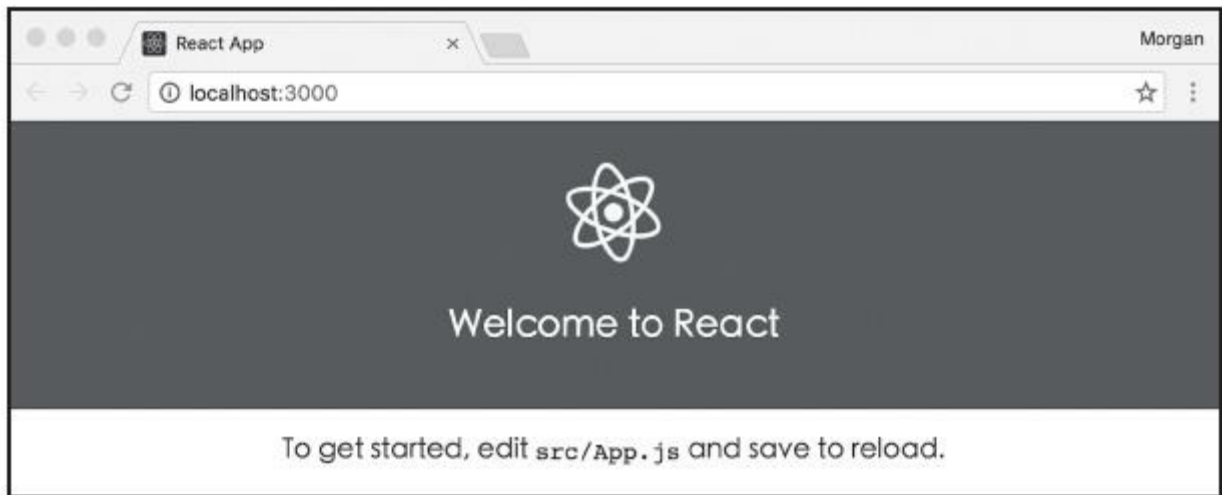 React App
Morgan
localhost:3000
Welcome to React
To get started, edit src/App.js and save to reload.